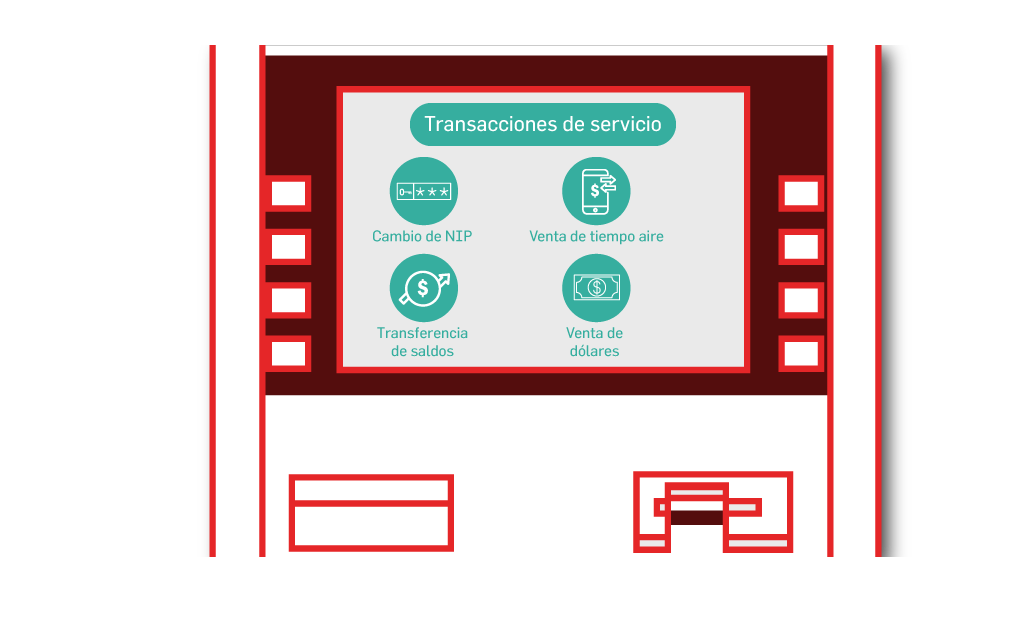 Transacciones de servicio
Cambio de NIP
Venta de tiempo aire
Transferencia
de saldos
Venta de
dólares